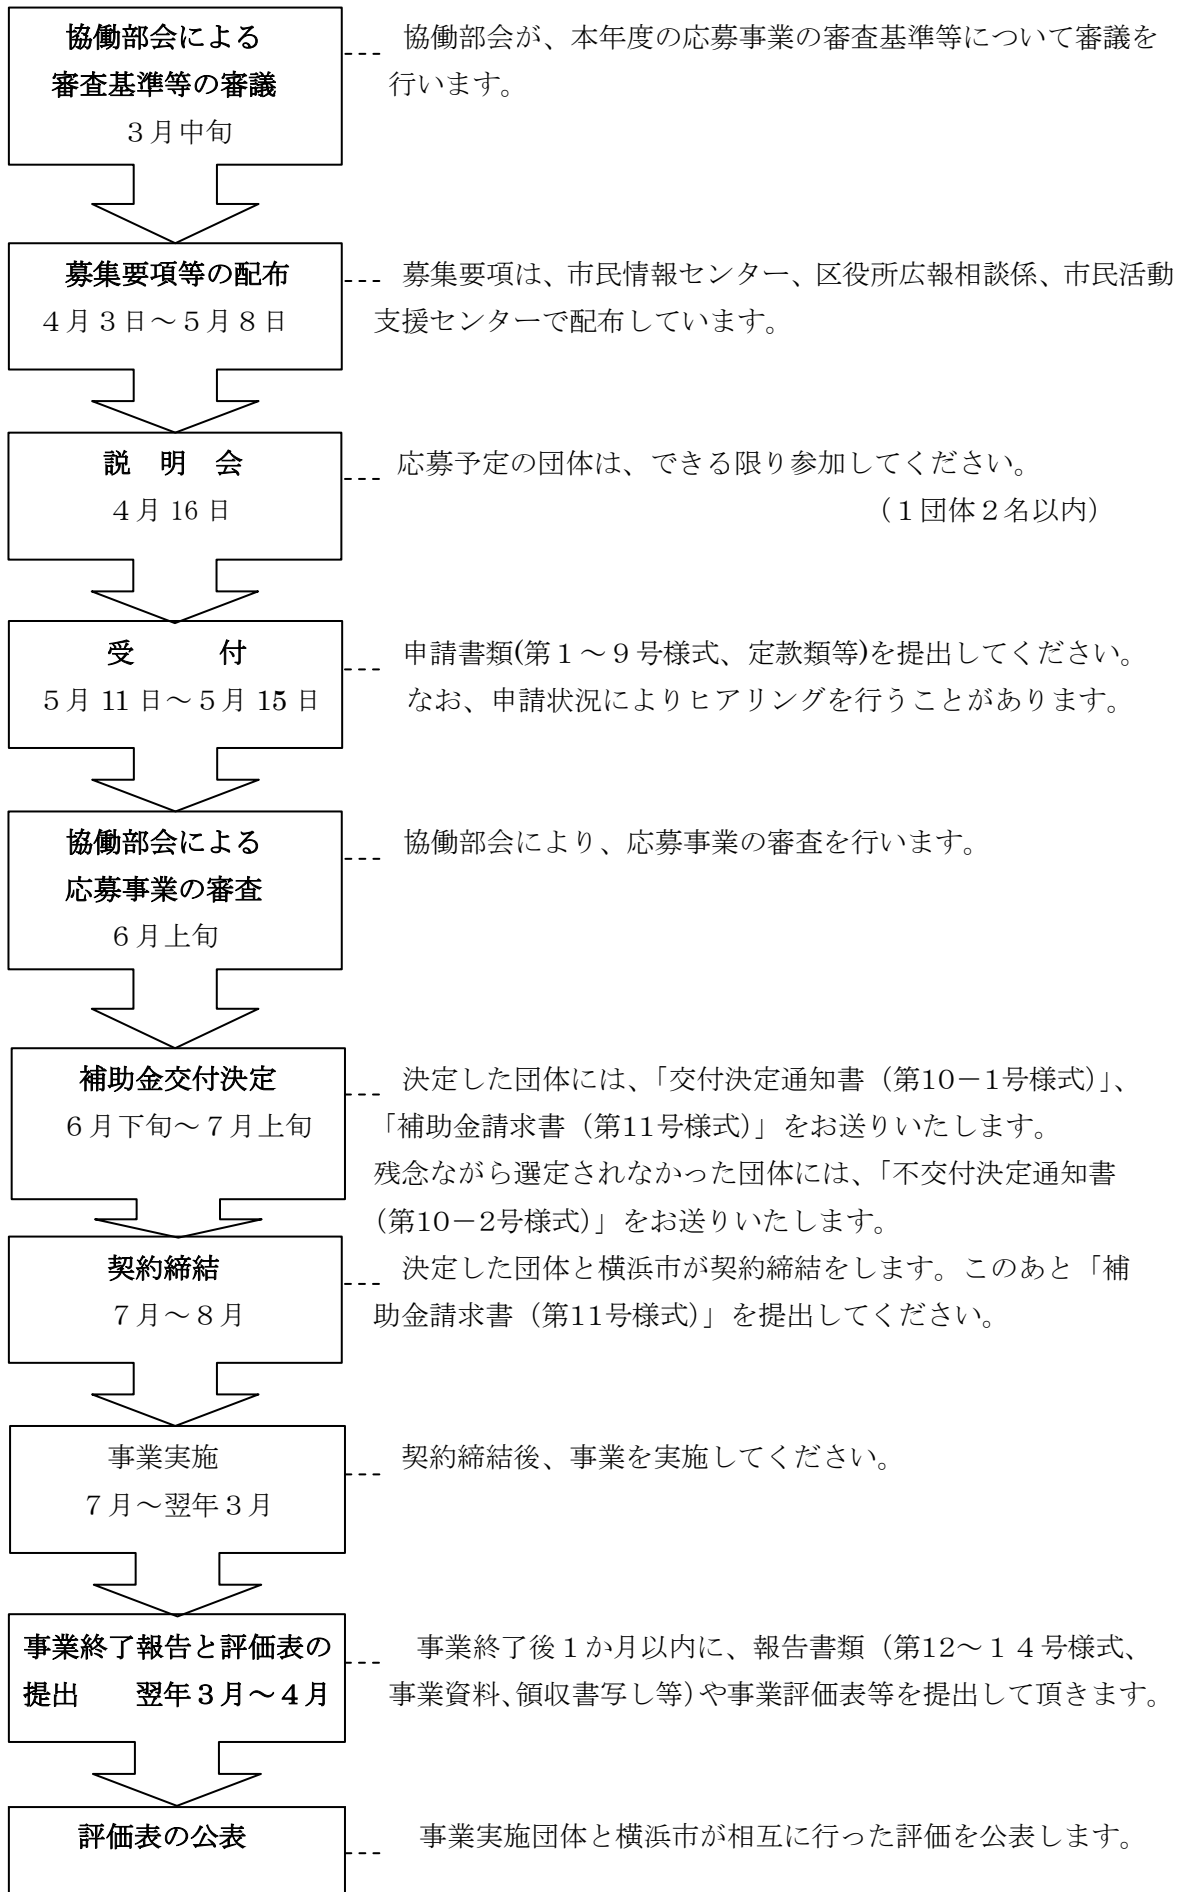 協働部会による
審査基準等の審議
３月中旬
協働部会が、本年度の応募事業の審査基準等について審議を
行います。
募集要項等の配布
４月３日～５月８日
募集要項は、市民情報センター、区役所広報相談係、市民活動
支援センターで配布しています。
説　明　会
４月 16 日
応募予定の団体は、できる限り参加してください。
（１団体２名以内）
受　　　付
５月 11 日～５月 15 日
申請書類(第１～９号様式、定款類等)を提出してください。
なお、申請状況によりヒアリングを行うことがあります。
協働部会による
応募事業の審査
６月上旬
協働部会により、応募事業の審査を行います。
補助金交付決定
６月下旬～７月上旬
決定した団体には、「交付決定通知書（第10－1号様式）」、
「補助金請求書（第11号様式）」をお送りいたします。
残念ながら選定されなかった団体には、「不交付決定通知書
（第10－2号様式）」をお送りいたします。
契約締結
７月～８月
決定した団体と横浜市が契約締結をします。このあと「補
助金請求書（第11号様式）」を提出してください。
事業実施
７月～翌年３月
契約締結後、事業を実施してください。
事業終了報告と評価表の
提出　　翌年３月～４月
事業終了後１か月以内に、報告書類（第12～１４号様式、
事業資料、領収書写し等）や事業評価表等を提出して頂きます。
評価表の公表
事業実施団体と横浜市が相互に行った評価を公表します。